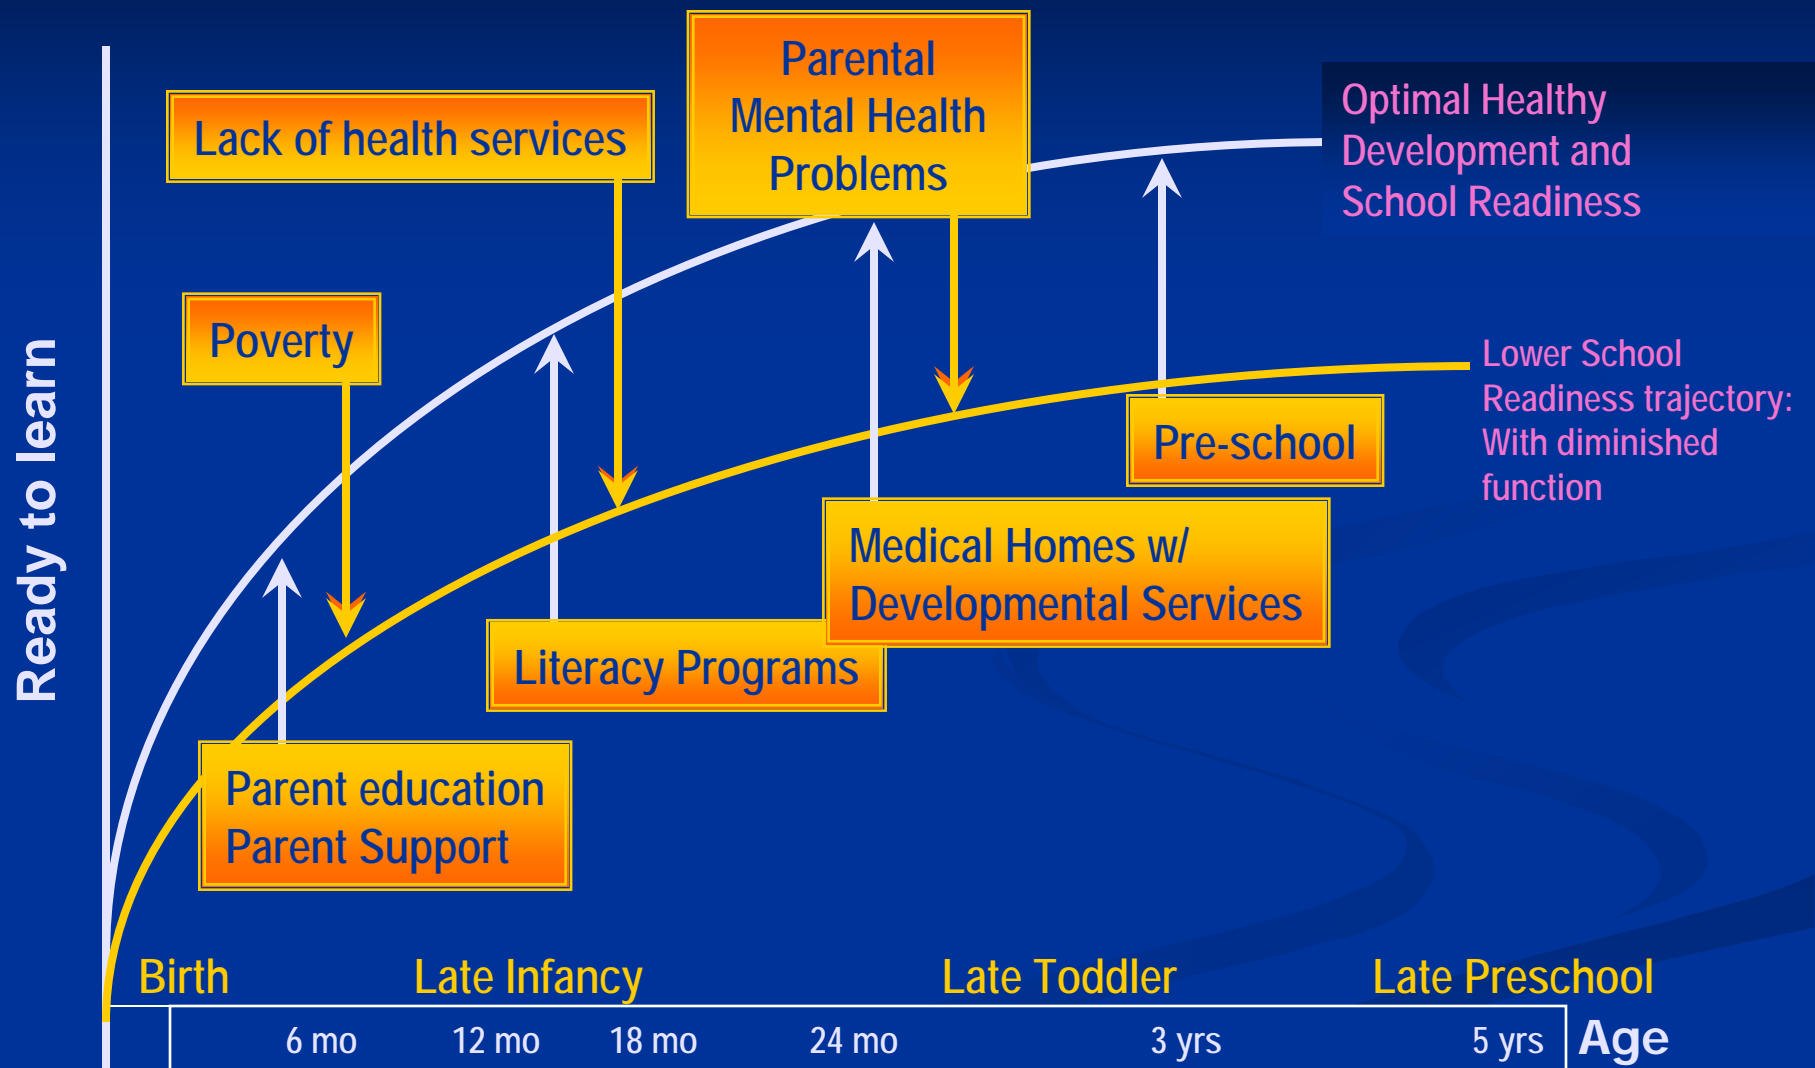 Parental
Mental Health
Problems
Lack of health services
Optimal Healthy
Development and
School Readiness
Poverty
Lower School
Readiness trajectory:
With diminished
function
Ready to learn
Pre-school
Medical Homes w/
Developmental Services
Literacy Programs
Parent education
Parent Support
Birth
Late Infancy
Late Toddler
Late Preschool
6 mo
12 mo
18 mo
24 mo
3 yrs
5 yrs
Age